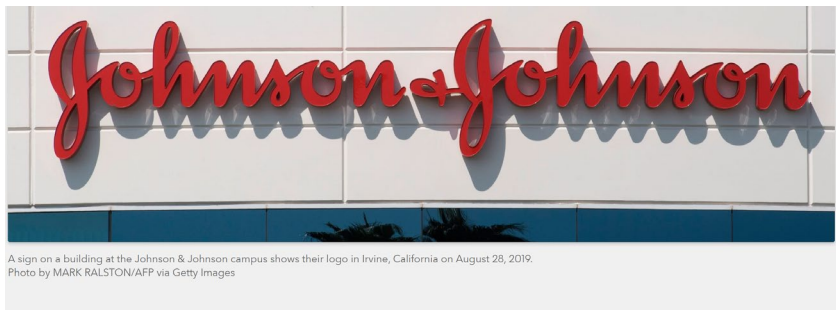 Johnson & Johnson
A sign on a building at the Johnson & Johnson campus shows their logo in Irvine, California on August 28, 2019.
Photo by MARK RALSTON/AFP via Getty Images